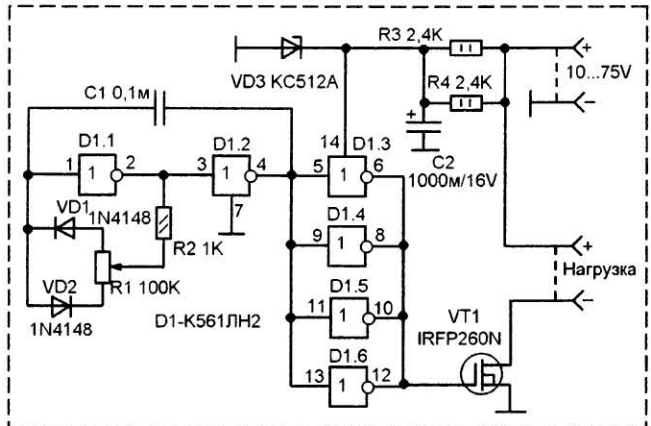 R3 2,4K
+
VD3 KC512A
R4 2,4K
10...75V
C1 0,1м
–
D1.1
D1.2
14
D1.3
+
C2
1000м/16V
1
1
2
3
1
4
5
1
6
7
VD1
1N4148
D1.4
R2 1K
9
1
8
+
VD2
R1 100K
Нагрузка
D1.5
1N4148
11
1
10
–
D1-К561ЛН2
VT1
IRFP260N
D1.6
13
1
12